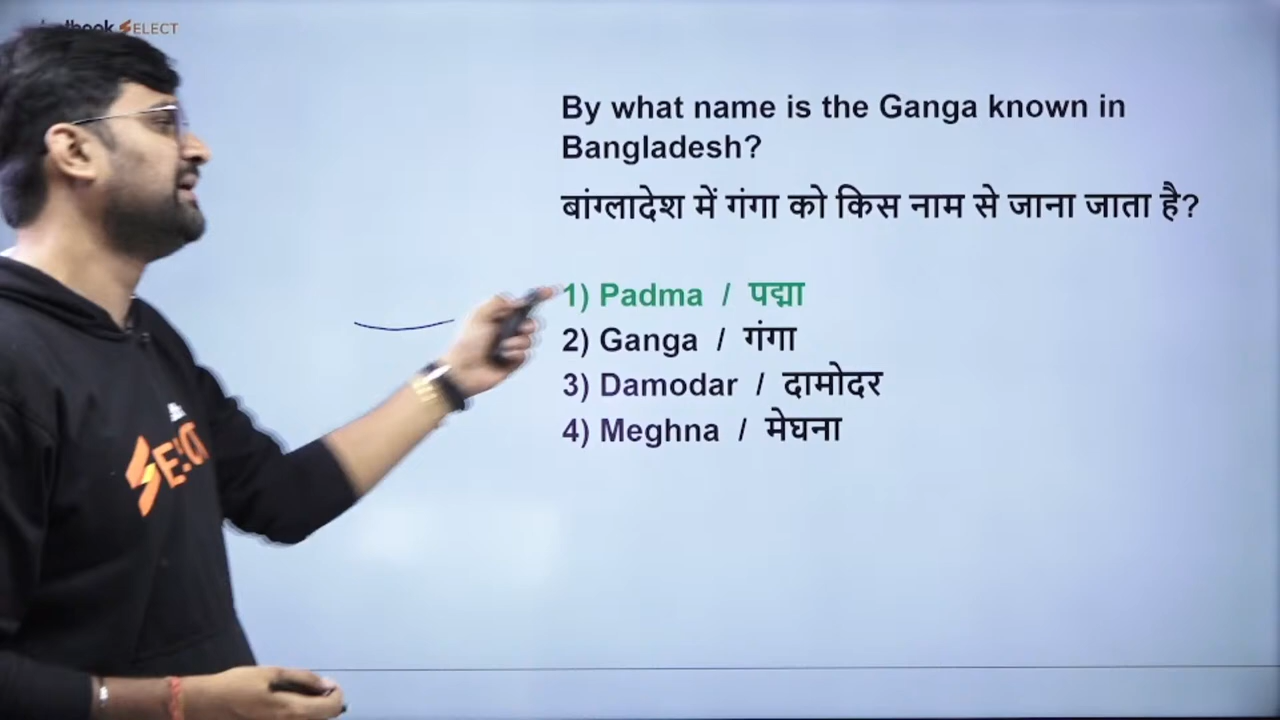 SELECT
By what name is the Ganga known in
Bangladesh?
बांग्लादेश में गंगा को किस नाम से जाना जाता है?
1) Padma / पद्मा
2) Ganga / गंगा
3) Damodar / दामोदर
4) Meghna / मेघना